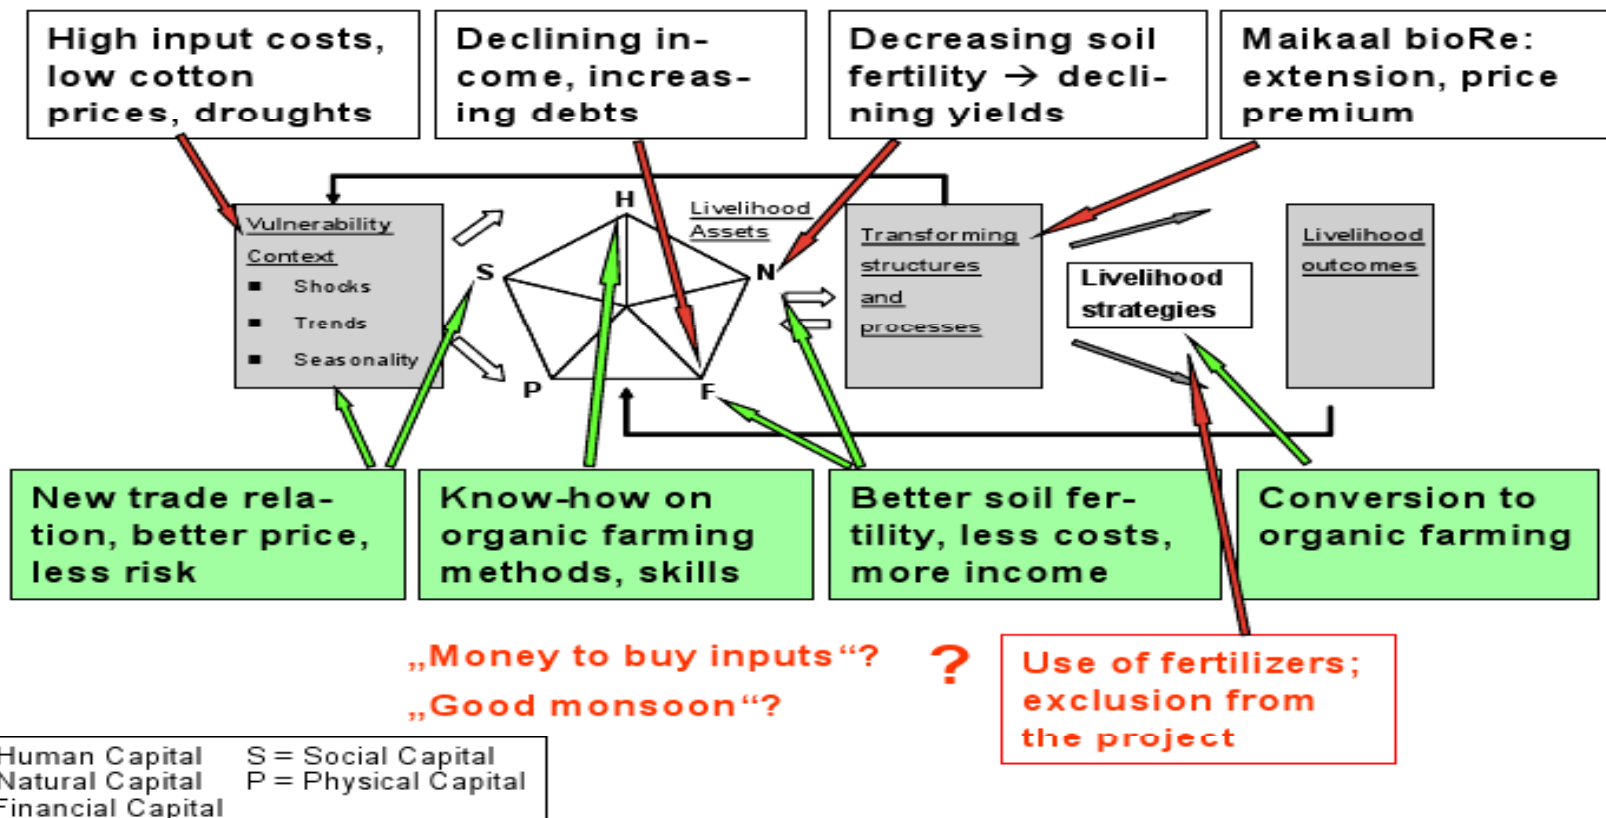 High input costs,
low cotton
prices, droughts
Declining in-
come, increas-
ing debts
Decreasing soil
fertility → decli-
ning yields
Maikaal bioRe:
extension, price
premium
Vulnerability
Context
■ Shocks
■ Trends
■ Seasonality
H
S
N
P
F
Livelihood
Assets
Transforming
structures
and
processes
Livelihood
strategies
Livelihood
outcomes
New trade rela-
tion, better price,
less risk
Know-how on
organic farming
methods, skills
Better soil fer-
tility, less costs,
more income
Conversion to
organic farming
„Money to buy inputs“?
„Good monsoon“?
?
Use of fertilizers;
exclusion from
the project
Human Capital S = Social Capital
Natural Capital P = Physical Capital
Financial Capital